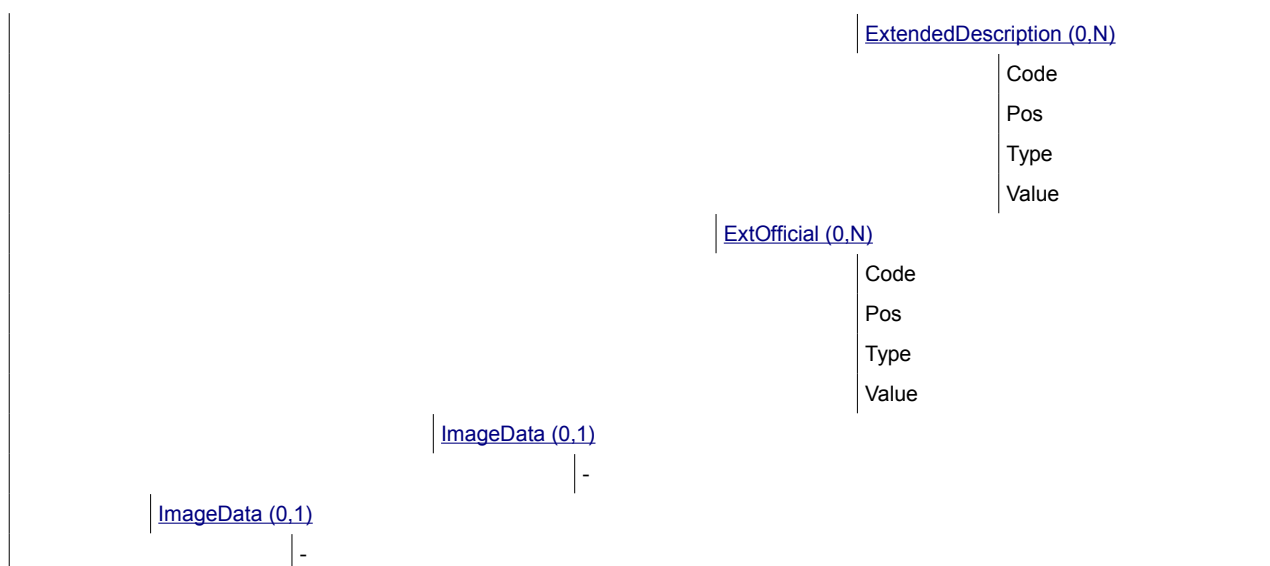 ExtendedDescription (0,N)
Code
Pos
Type
Value
ExtOfficial (0,N)
Code
Pos
Type
Value
ImageData (0,1)
-
ImageData (0,1)
-